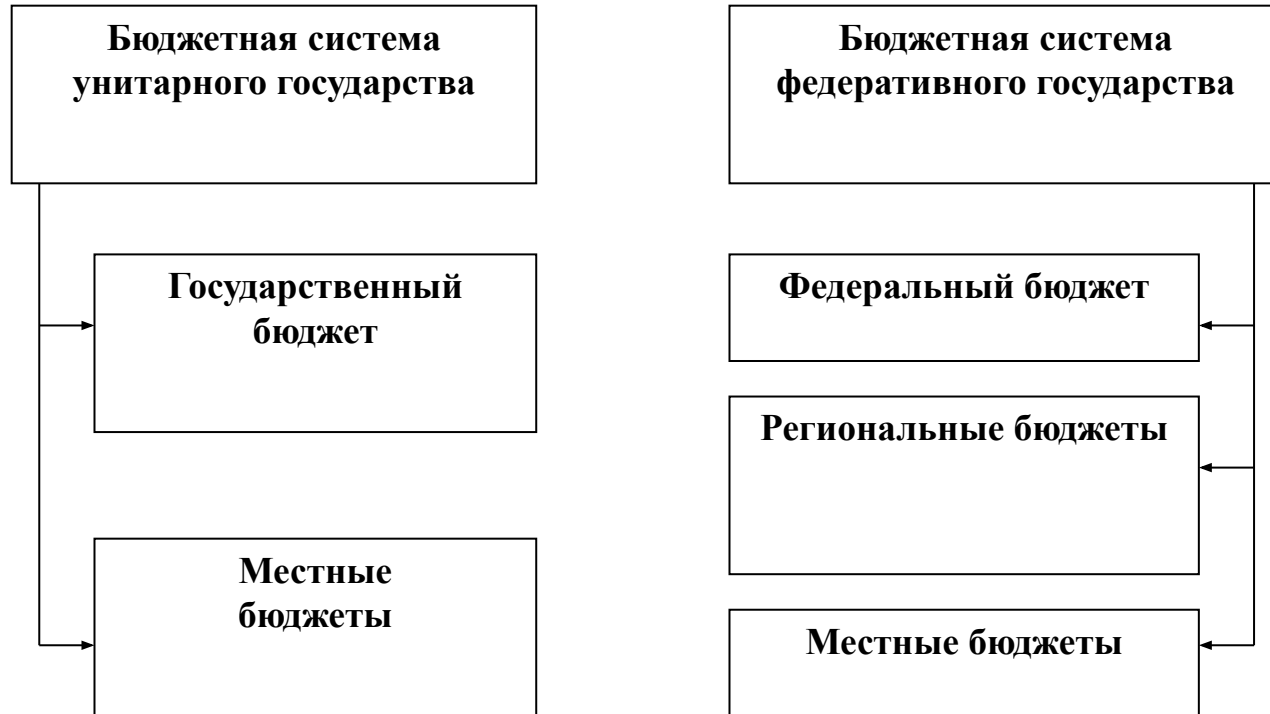 Бюджетная система
унитарного государства
Государственный
бюджет
Местные
бюджеты
Бюджетная система
федеративного государства
Федеральный бюджет
Региональные бюджеты
Местные бюджеты